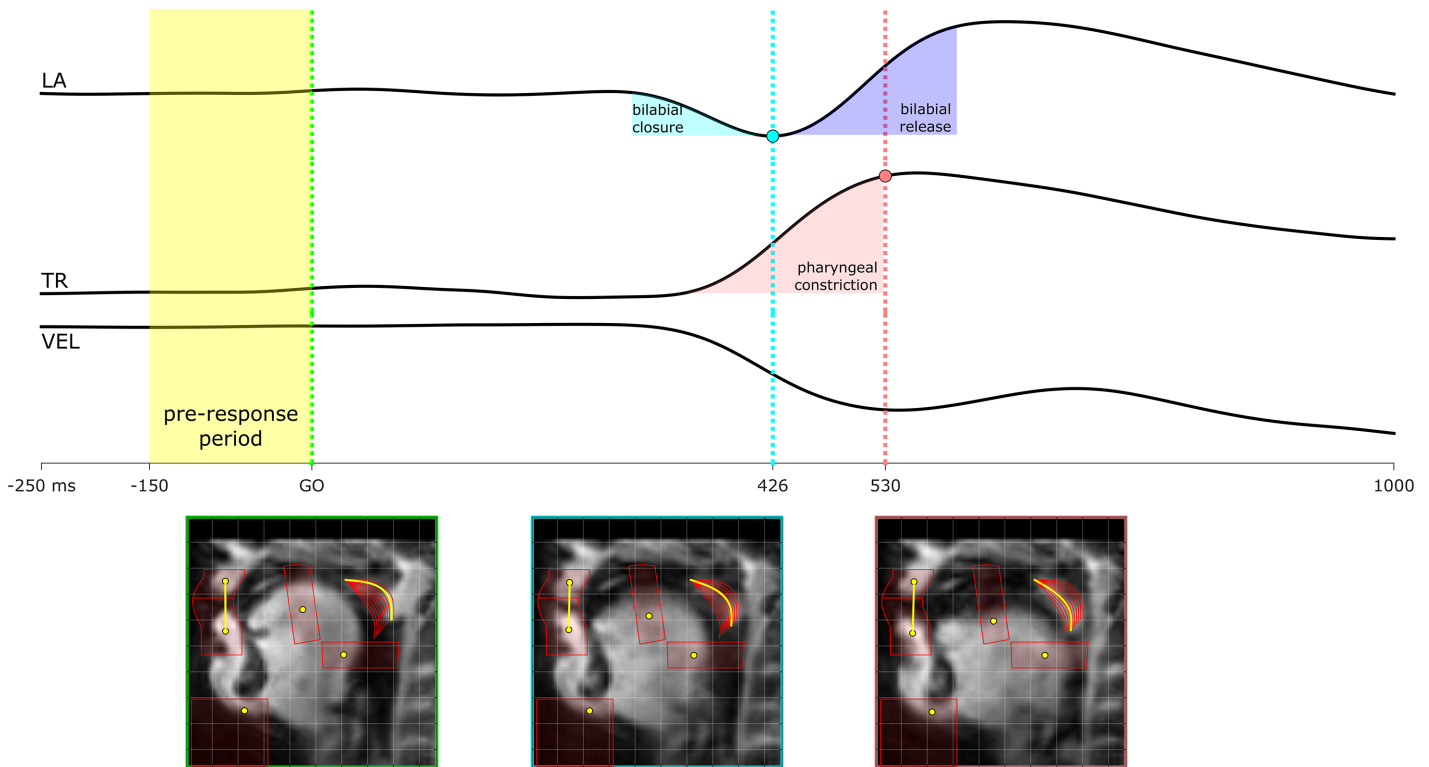 LA
bilabial
closure
bilabial
release
TR
pharyngeal
constriction
VEL
pre-response
period
-250 ms
-150
GO
426
530
1000